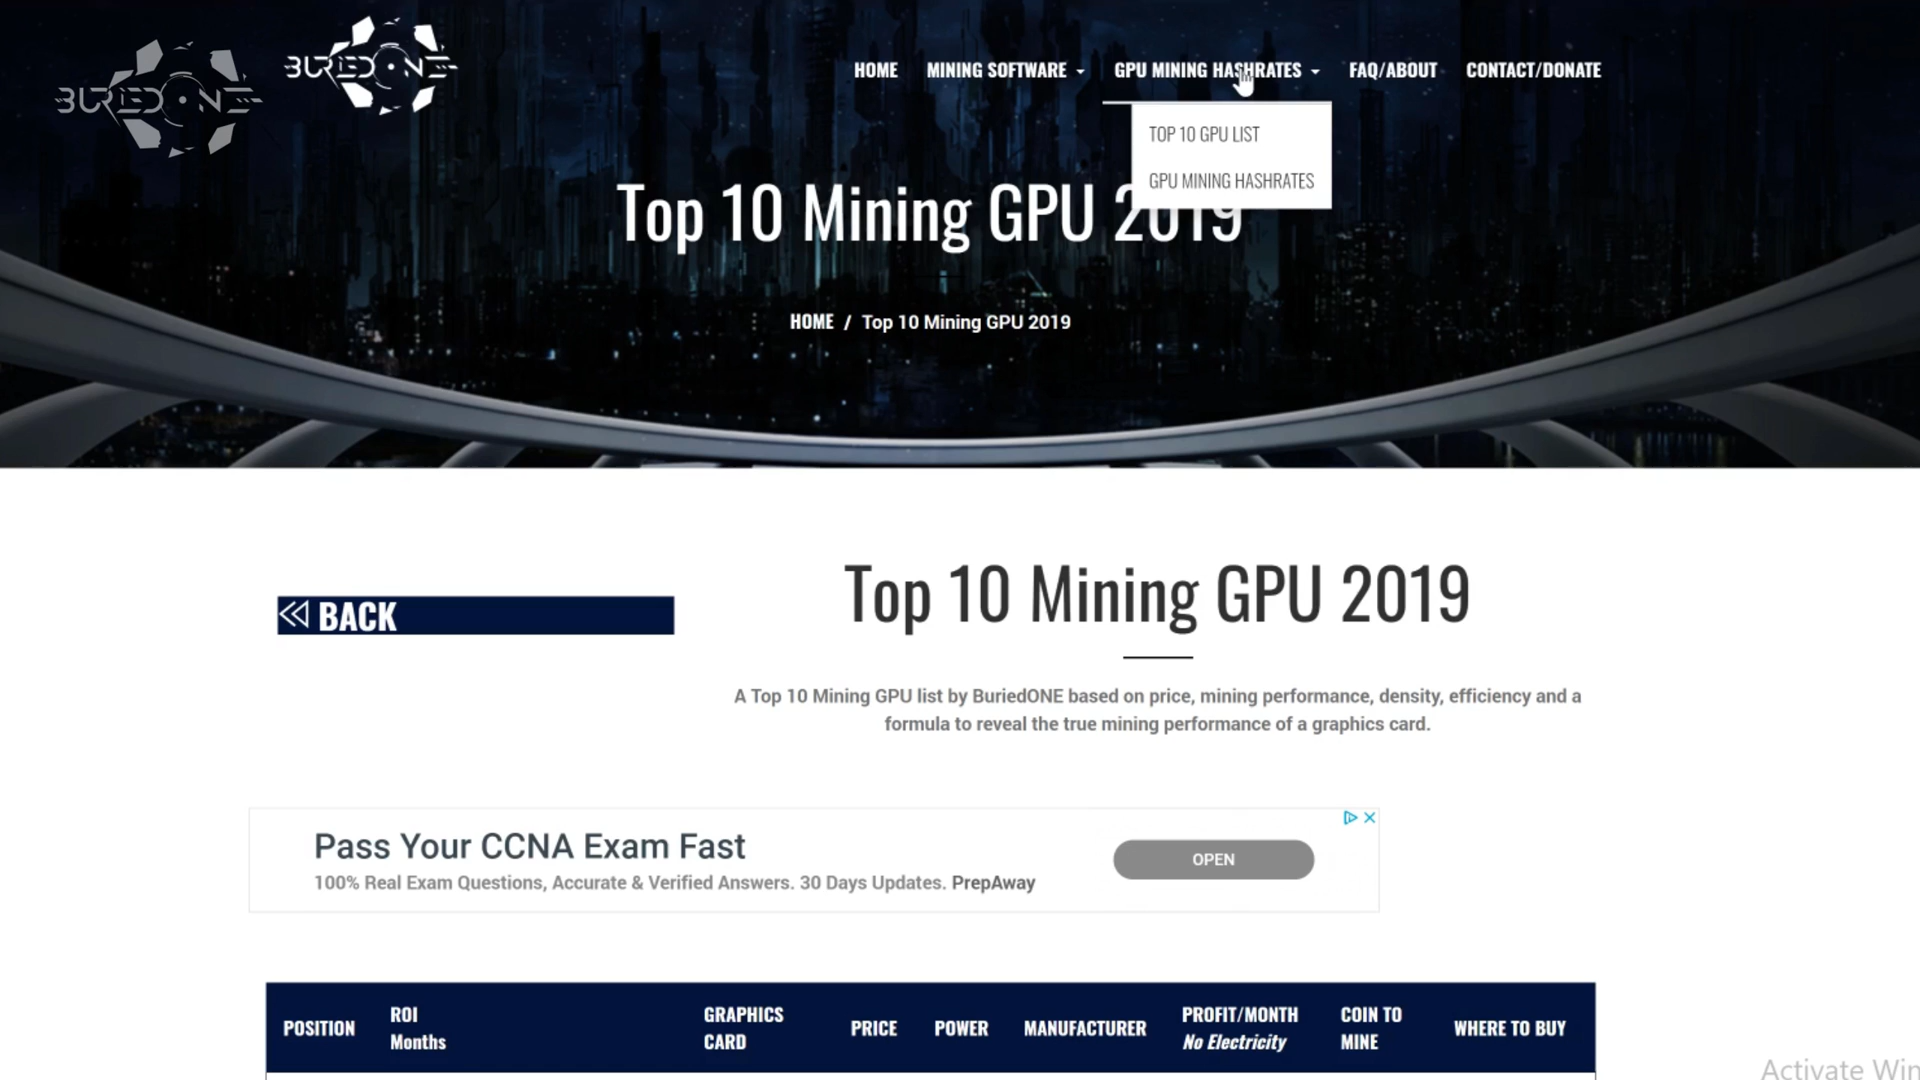 BURIEDONE
BURIEDONE
HOME MINING SOFTWARE GPU MINING HASHRATES FAQ/ABOUT CONTACT/DONATE
TOP 10 GPU LIST
GPU MINING HASHRATES
Top 10 Mining GPU 2019
HOME / Top 10 Mining GPU 2019
BACK
Top 10 Mining GPU 2019
A Top 10 Mining GPU list by BuriedONE based on price, mining performance, density, efficiency and a
formula to reveal the true mining performance of a graphics card.
Pass Your CCNA Exam Fast
100% Real Exam Questions, Accurate & Verified Answers. 30 Days Updates. PrepAway
OPEN
POSITION ROI Months GRAPHICS CARD PRICE POWER MANUFACTURER PROFIT/MONTH No Electricity COIN TO MINE WHERE TO BUY
Activate Win